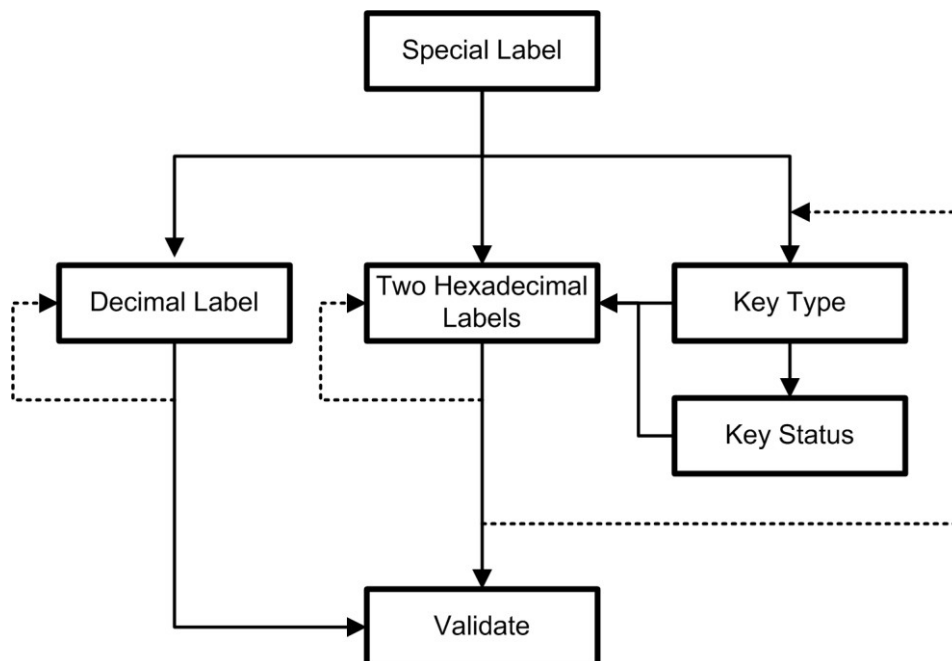 Special Label
Decimal Label
Two Hexadecimal
Labels
Key Type
Key Status
Validate